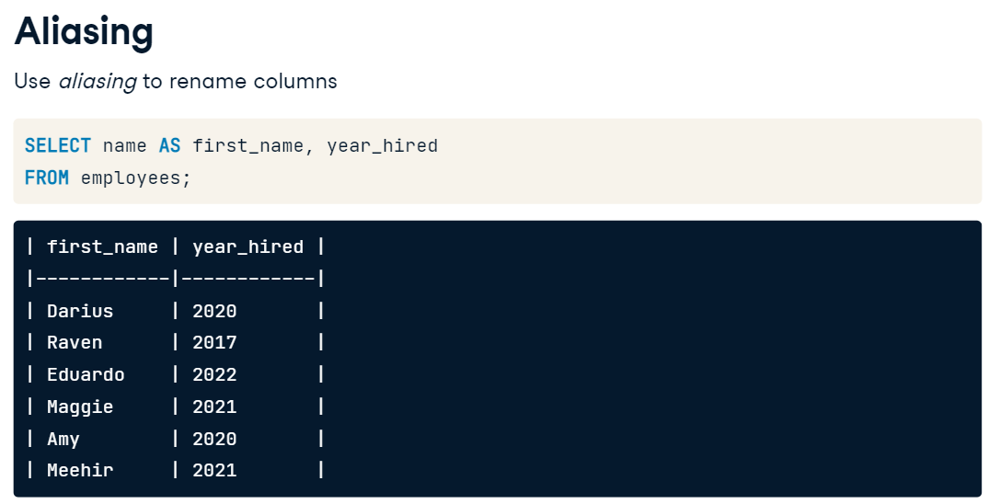 Aliasing
Use aliasing to rename columns
SELECT name AS first_name, year_hired
FROM employees;
| first_name | year_hired |
|------------|------------|
| Darius     | 2020       |
| Raven      | 2017       |
| Eduardo    | 2022       |
| Maggie     | 2021       |
| Amy        | 2020       |
| Meehir     | 2021       |